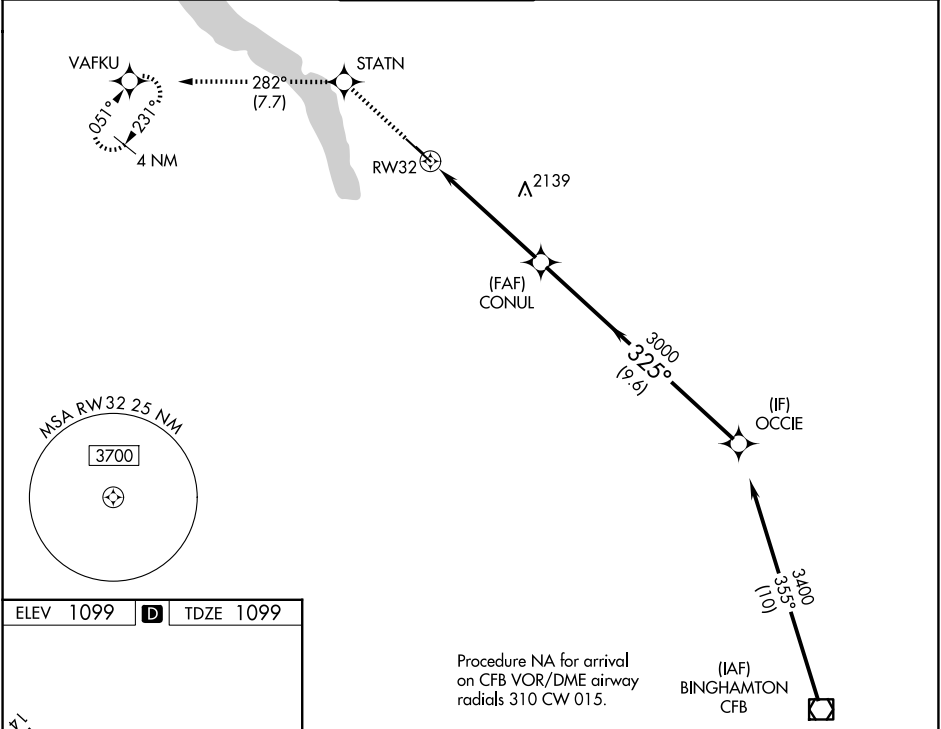 VAFKU
STATN
282°
(7.7)
051°
231°
4 NM
RW32
2139
(FAF)
CONUL
3000
325°
(9.6)
(IF)
OCCIE
MSA RW32 25 NM
3700
3400
355°
(10)
ELEV 1099 D TDZE 1099
Procedure NA for arrival
on CFB VOR/DME airway
radials 310 CW 015.
(IAF)
BINGHAMTON
CFB
14